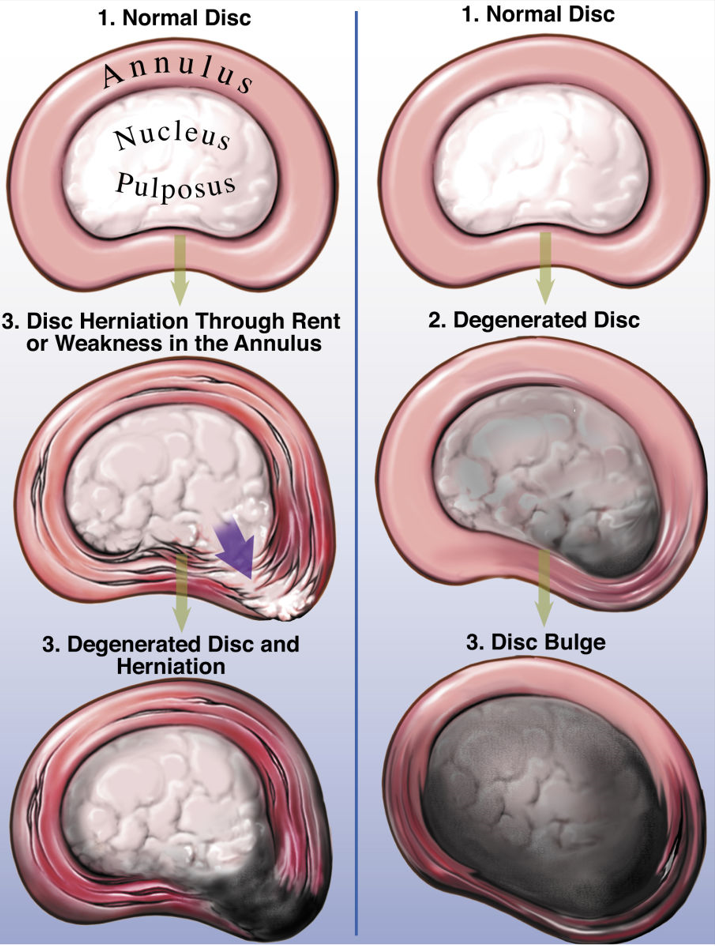 1. Normal Disc
Annulus
Nucleus
Pulposus
3. Disc Herniation Through Rent
or Weakness in the Annulus
3. Degenerated Disc and
Herniation
1. Normal Disc
2. Degenerated Disc
3. Disc Bulge